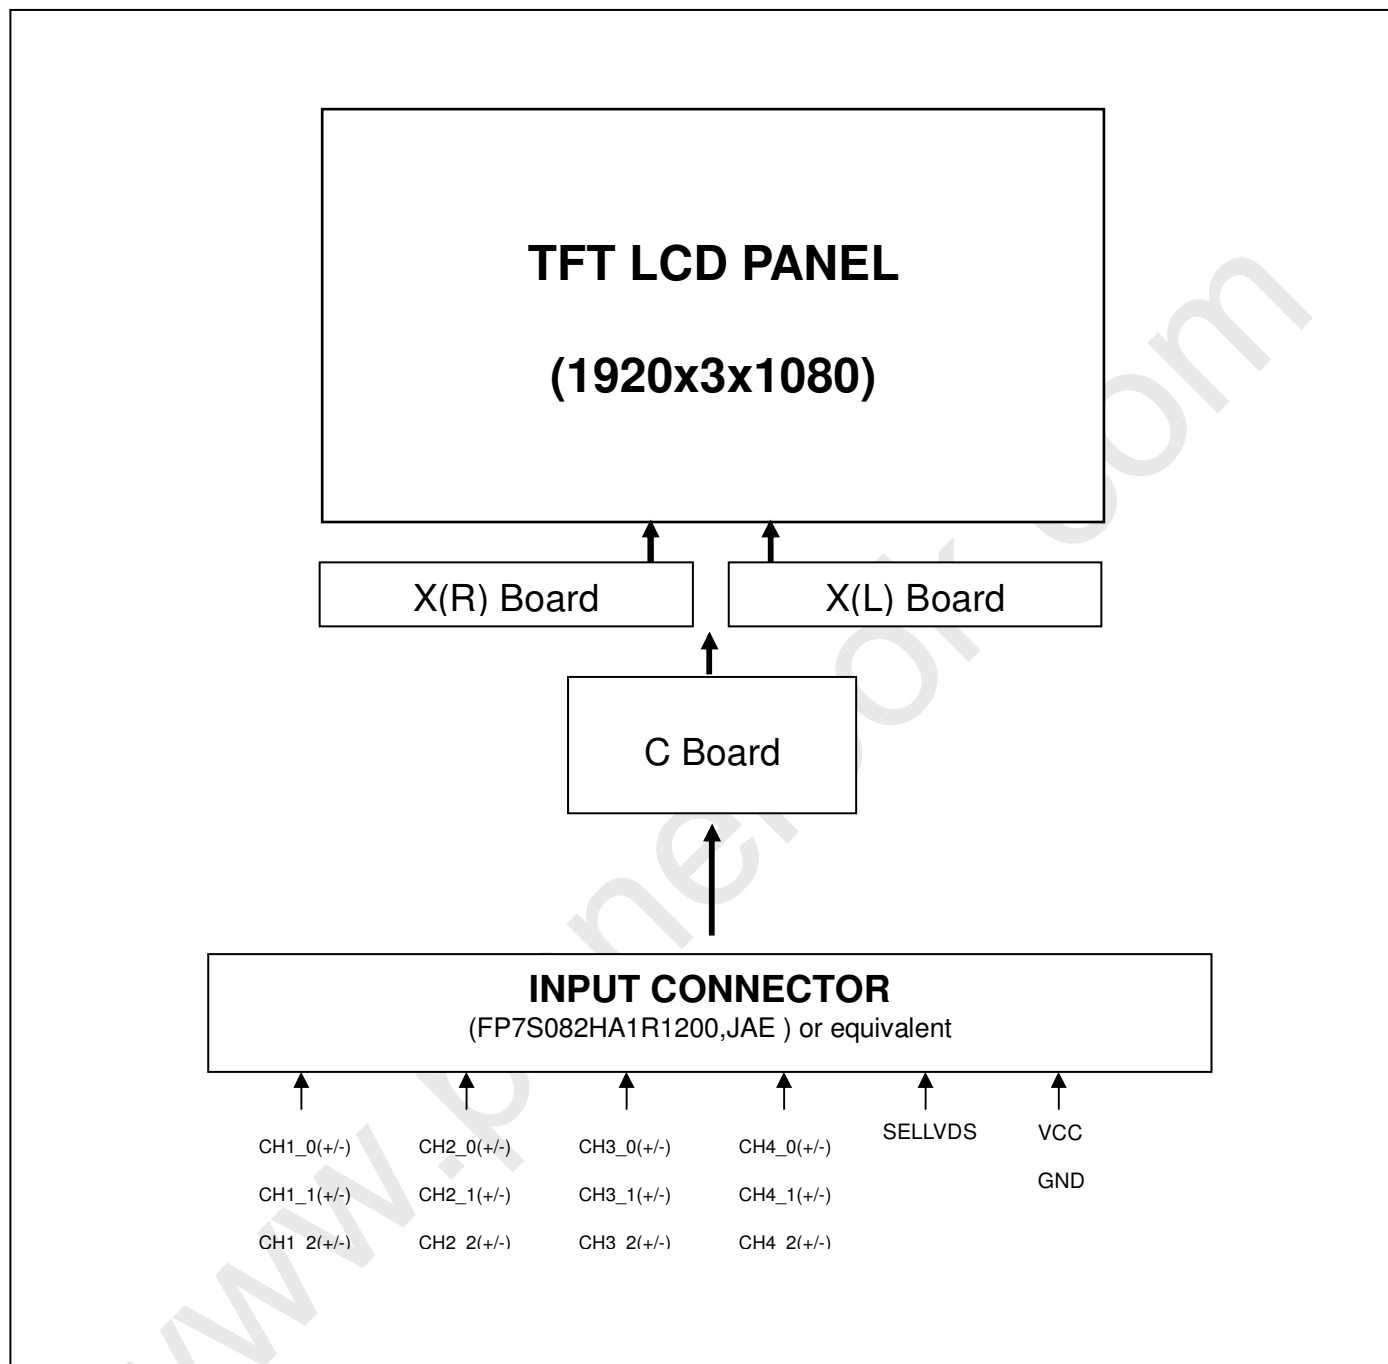 TFT LCD PANEL
(1920x3x1080)
X(R) Board
X(L) Board
C Board
INPUT CONNECTOR
(FP7S082HA1R1200,JAE ) or equivalent
CH1_0(+/-) CH2_0(+/-) CH3_0(+/-) CH4_0(+/-) SELLVDS VCC
GND
CH1_1(+/-) CH2_1(+/-) CH3_1(+/-) CH4_1(+/-)
CH1_2(+/-) CH2_2(+/-) CH3_2(+/-) CH4_2(+/-)